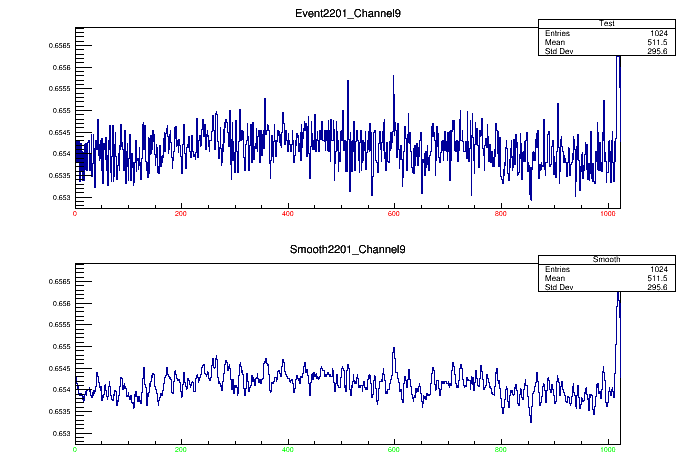 Event2201_Channel9
Test
Entries 1024
Mean 511.5
Std Dev 295.6
0.6565
0.656
0.6555
0.655
0.6545
0.654
0.6535
0.653
0 200 400 600 800 1000
Smooth2201_Channel9
Smooth
Entries 1024
Mean 511.5
Std Dev 295.6
0.6565
0.656
0.6555
0.655
0.6545
0.654
0.6535
0.653
0 200 400 600 800 1000